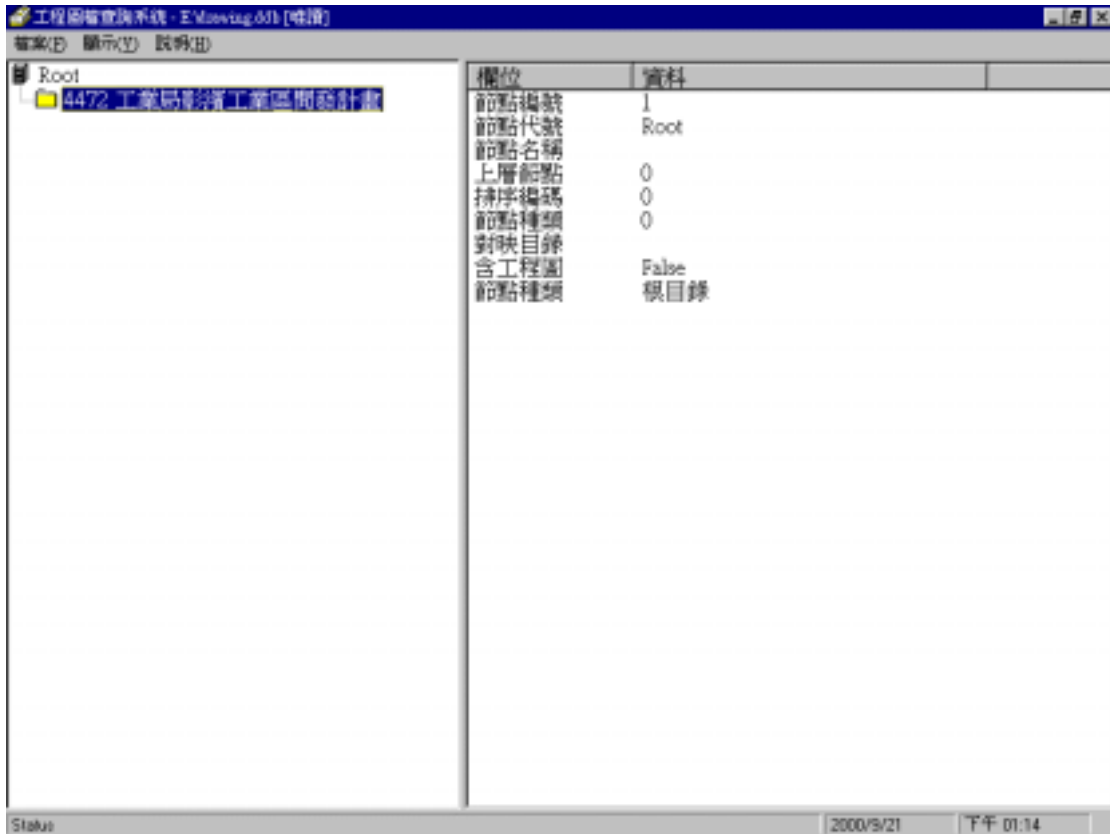 工程圖檔查詢系統 - E:\drawing.ddb [唯讀]
檔案(F) 顯示(V) 說明(H)
Root
4472 工業局彰濱工業區開發計畫
欄位 資料
節點編號 1
節點代號 Root
節點名稱
上層節點 0
排序編碼 0
節點種類 0
對映目錄
含工程圖 False
節點種類 根目錄
Status 2000/9/21 下午 01:14